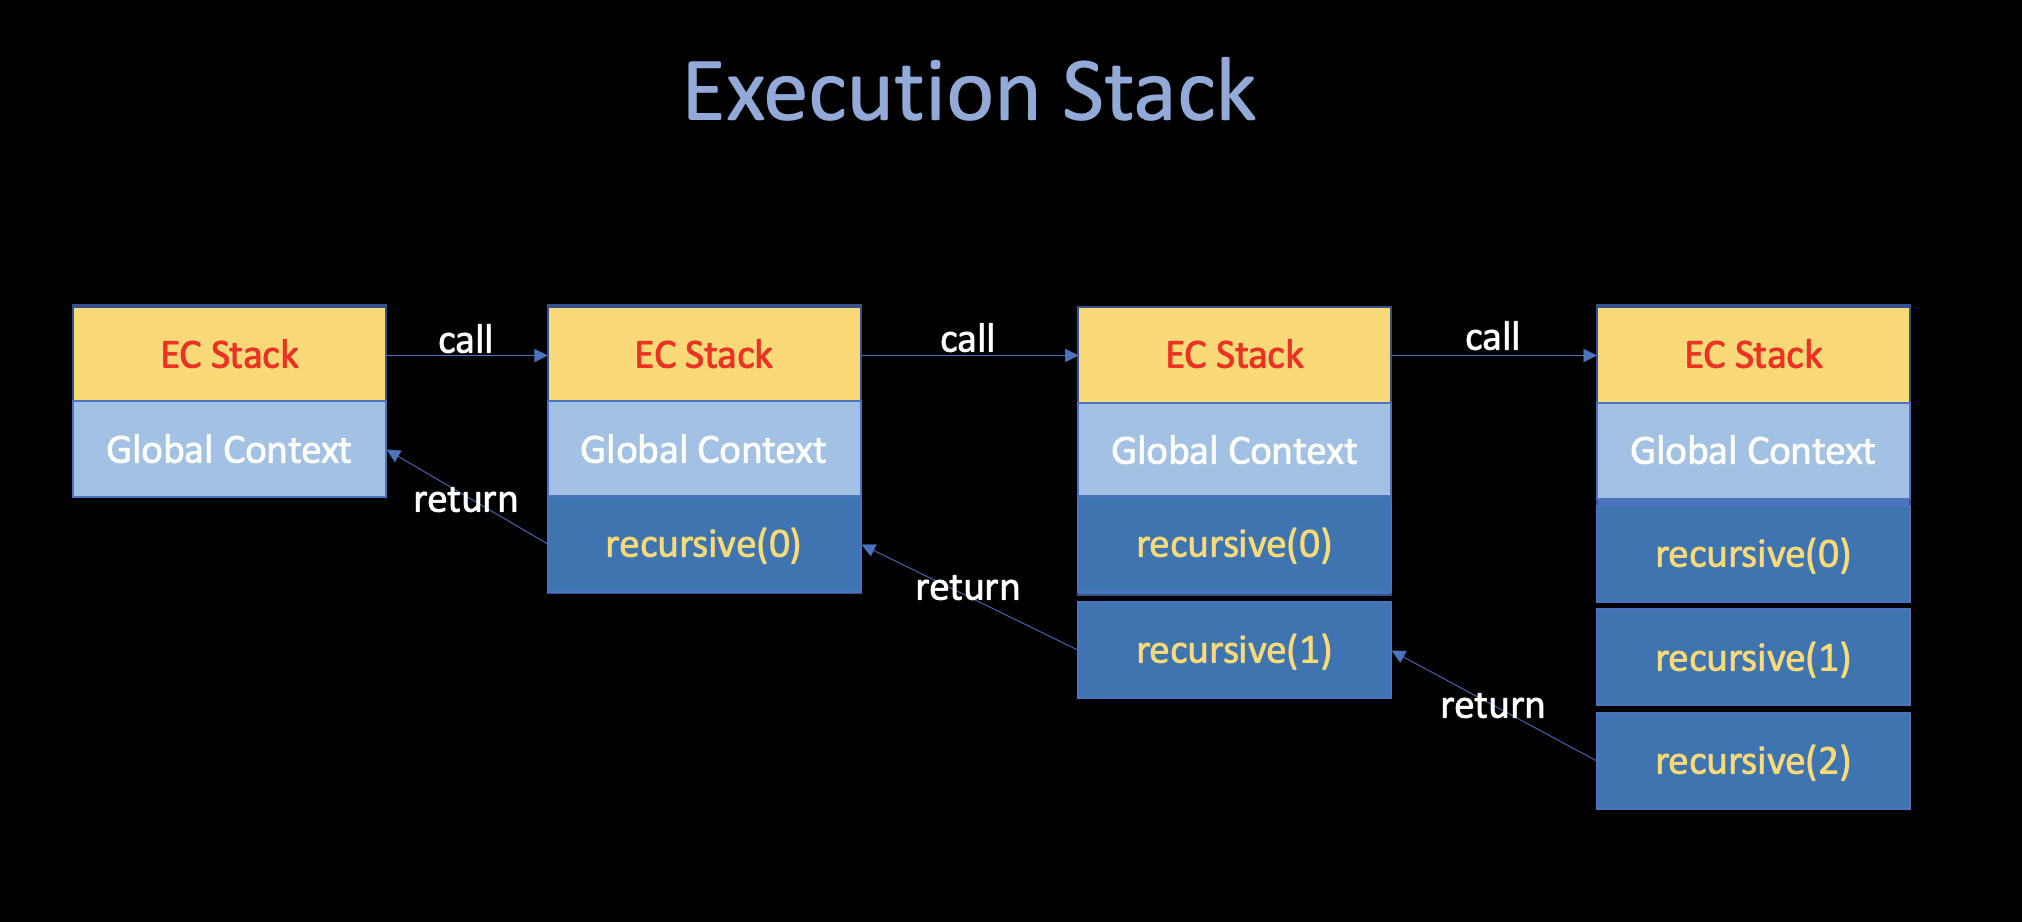 Execution Stack
EC Stack
Global Context
call
return
EC Stack
Global Context
recursive(0)
call
return
EC Stack
Global Context
recursive(0)
recursive(1)
call
return
EC Stack
Global Context
recursive(0)
recursive(1)
recursive(2)